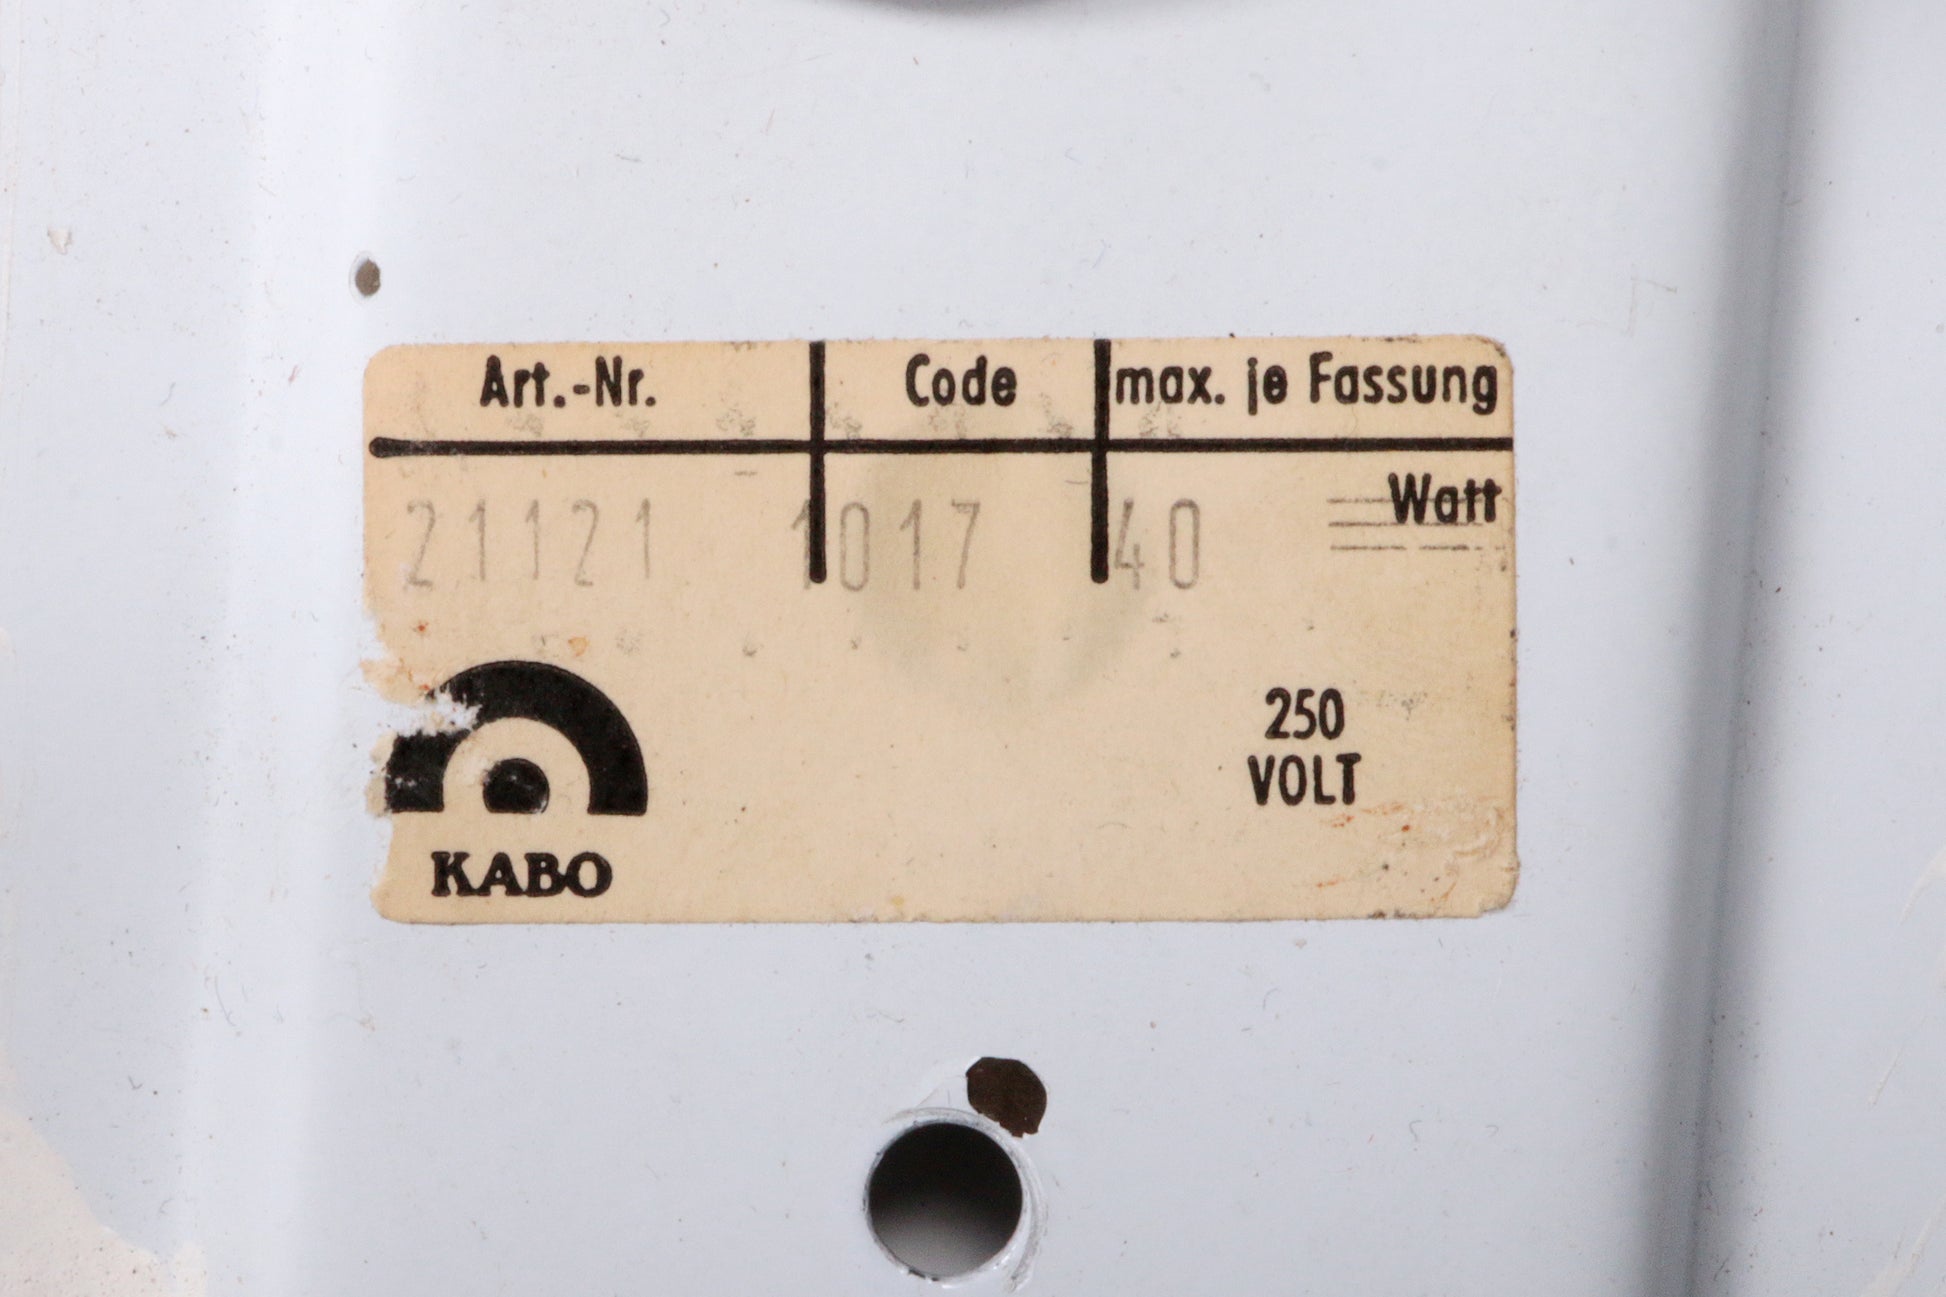 Art.-Nr. Code max. je Fassung
21121 1017 40 Watt
250
VOLT
KABO